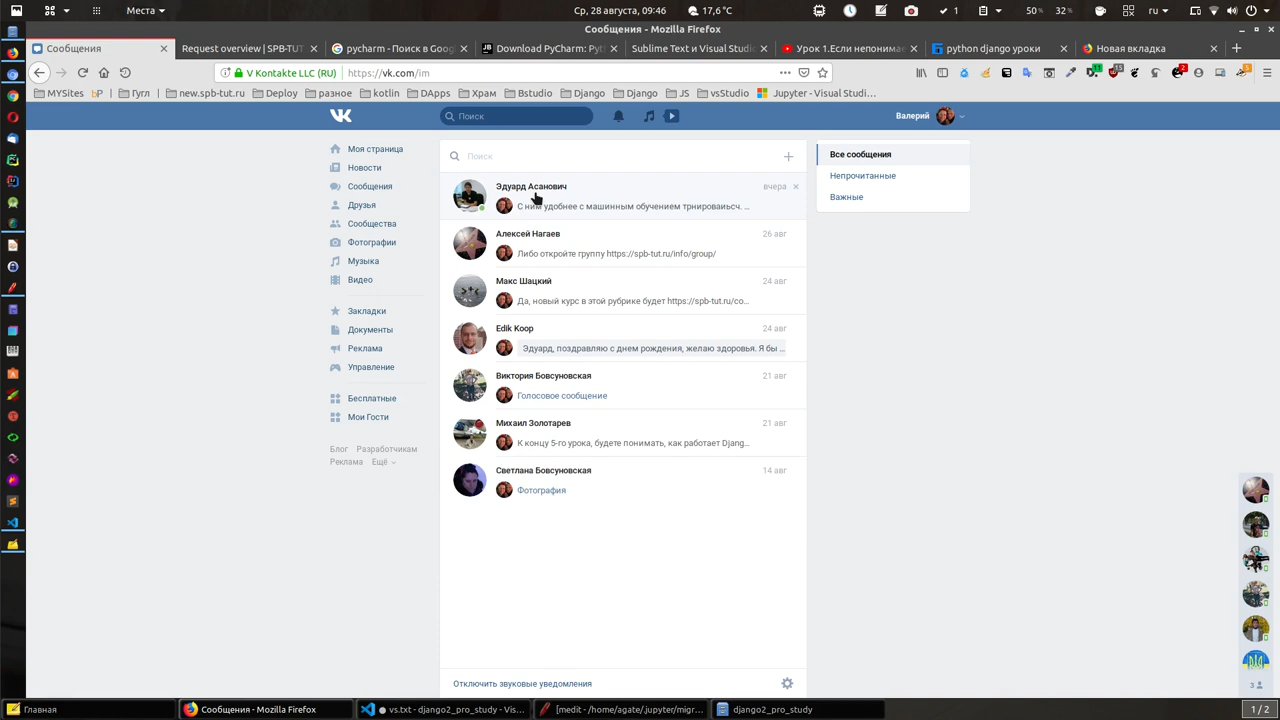 Места
Ср, 28 августа, 09:46
17,6°C
ru
50 %
32%
Сообщения - Mozilla Firefox
Сообщения
Request overview | SPB-TUT
pycharm - Поиск в Goog
Download PyCharm: Pyth
Sublime Text и Visual Studio
Урок 1.Если непонимае
python django уроки
Новая вкладка
V Kontakte LLC (RU)
https://vk.com/im
MYSites
bP
Гугл
new.spb-tut.ru
Deploy
разное
kotlin
DApps
Храм
Bstudio
Django
Django
JS
vsStudio
Jupyter - Visual Studi…
Поиск
Валерий
Моя страница
Новости
Сообщения
Друзья
Сообщества
Фотографии
Музыка
Видео
Закладки
Документы
Реклама
Управление
Бесплатные
Мои Гости
Блог Разработчикам
Реклама Ещё
Поиск
Эдуард Асанович
вчера
С ним удобнее с машинным обучением трнироваиьсч. …
Алексей Нагаев
26 авг
Либо откройте группу https://spb-tut.ru/info/group/
Макс Шацкий
24 авг
Да, новый курс в этой рубрике будет https://spb-tut.ru/co…
Edik Koop
24 авг
Эдуард, поздравляю с днем рождения, желаю здоровья. Я бы …
Виктория Бовсуновская
21 авг
Голосовое сообщение
Михаил Золотарев
21 авг
К концу 5-го урока, будете понимать, как работает Djang…
Светлана Бовсуновская
14 авг
Фотография
Отключить звуковые уведомления
Все сообщения
Непрочитанные
Важные
3
Главная
Сообщения - Mozilla Firefox
vs.txt - django2_pro_study - Vis…
[medit - /home/agate/.jupyter/migr…
django2_pro_study
1 / 2